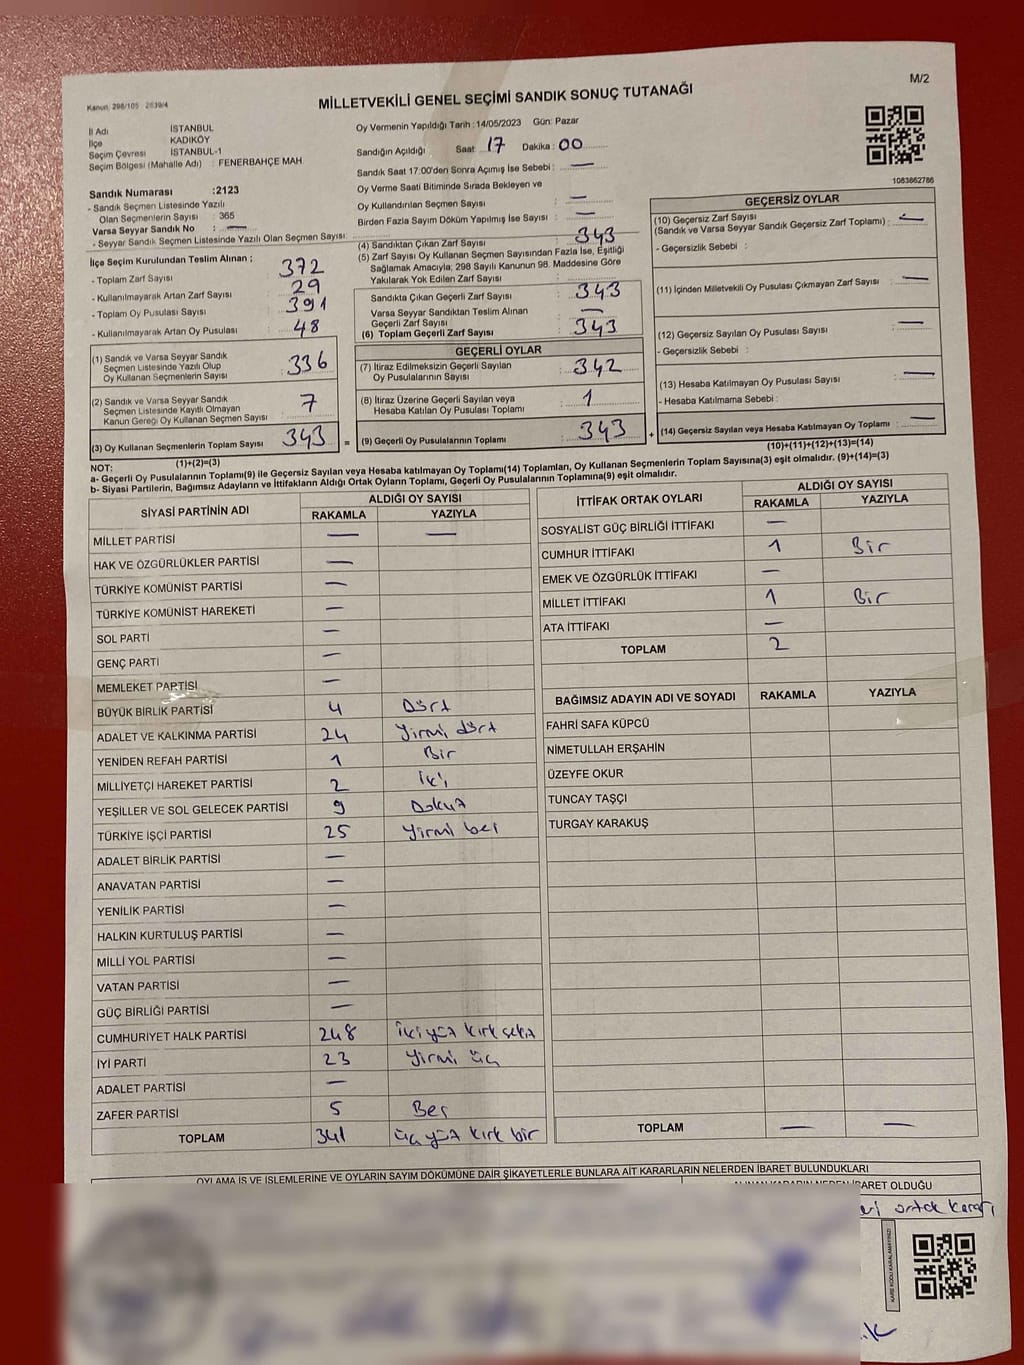 M/2
Kanun: 298/105 2839/4
MİLLETVEKİLİ GENEL SEÇİMİ SANDIK SONUÇ TUTANAĞI
İl Adı İSTANBUL
İlçe KADIKÖY
Seçim Çevresi İSTANBUL-1
Seçim Bölgesi (Mahalle Adı) : FENERBAHÇE MAH.
Sandık Numarası :2123
- Sandık Seçmen Listesinde Yazılı
Olan Seçmenlerin Sayısı : 365
Varsa Seyyar Sandık No : —
- Seyyar Sandık Seçmen Listesinde Yazılı Olan Seçmen Sayısı:
İlçe Seçim Kurulundan Teslim Alınan ;
- Toplam Zarf Sayısı : 372
- Kullanılmayarak Artan Zarf Sayısı : 29
- Toplam Oy Pusulası Sayısı : 391
- Kullanılmayarak Artan Oy Pusulası : 48
(1) Sandık ve Varsa Seyyar Sandık
Seçmen Listesinde Yazılı Olup
Oy Kullanan Seçmenlerin Sayısı : 336
(2) Sandık ve Varsa Seyyar Sandık
Seçmen Listesinde Kayıtlı Olmayan
Kanun Gereği Oy Kullanan Seçmen Sayısı : 7
(3) Oy Kullanan Seçmenlerin Toplam Sayısı : 343 =
(1)+(2)=(3)
Oy Vermenin Yapıldığı Tarih : 14/05/2023 Gün: Pazar
Sandığın Açıldığı Saat : 17 Dakika : 00
Sandık Saat 17:00'den Sonra Açımış İse Sebebi : —
Oy Verme Saati Bitiminde Sırada Bekleyen ve
Oy Kullandırılan Seçmen Sayısı : —
Birden Fazla Sayım Döküm Yapılmış İse Sayısı : —
(4) Sandıktan Çıkan Zarf Sayısı : 343
(5) Zarf Sayısı Oy Kullanan Seçmen Sayısından Fazla İse, Eşitliği
Sağlamak Amacıyla, 298 Sayılı Kanunun 98. Maddesine Göre
Yakılarak Yok Edilen Zarf Sayısı :
Sandıkta Çıkan Geçerli Zarf Sayısı : 343
Varsa Seyyar Sandıktan Teslim Alınan
Geçerli Zarf Sayısı : —
(6) Toplam Geçerli Zarf Sayısı : 343
GEÇERLİ OYLAR
(7) İtiraz Edilmeksizin Geçerli Sayılan
Oy Pusulalarının Sayısı : 342
(8) İtiraz Üzerine Geçerli Sayılan veya
Hesaba Katılan Oy Pusulası Toplamı : 1
(9) Geçerli Oy Pusulalarının Toplamı : 343 +
1083862786
GEÇERSİZ OYLAR
(10) Geçersiz Zarf Sayısı
(Sandık ve Varsa Seyyar Sandık Geçersiz Zarf Toplamı) : —
- Geçersizlik Sebebi :
(11) İçinden Milletvekili Oy Pusulası Çıkmayan Zarf Sayısı : —
(12) Geçersiz Sayılan Oy Pusulası Sayısı : —
- Geçersizlik Sebebi :
(13) Hesaba Katılmayan Oy Pusulası Sayısı : —
- Hesaba Katılmama Sebebi :
(14) Geçersiz Sayılan veya Hesaba Katılmayan Oy Toplamı : —
(10)+(11)+(12)+(13)=(14)
NOT:
a- Geçerli Oy Pusulalarının Toplamı(9) ile Geçersiz Sayılan veya Hesaba katılmayan Oy Toplamı(14) Toplamları, Oy Kullanan Seçmenlerin Toplam Sayısına(3) eşit olmalıdır. (9)+(14)=(3)
b- Siyasi Partilerin, Bağımsız Adayların ve İttifakların Aldığı Ortak Oyların Toplamı, Geçerli Oy Pusulalarının Toplamına(9) eşit olmalıdır.
SİYASİ PARTİNİN ADI ALDIĞI OY SAYISI
RAKAMLA YAZIYLA
MİLLET PARTİSİ — —
HAK VE ÖZGÜRLÜKLER PARTİSİ —
TÜRKİYE KOMÜNİST PARTİSİ —
TÜRKİYE KOMÜNİST HAREKETİ —
SOL PARTİ —
GENÇ PARTİ —
MEMLEKET PARTİSİ —
BÜYÜK BİRLİK PARTİSİ 4 Dört
ADALET VE KALKINMA PARTİSİ 24 Yirmi dört
YENİDEN REFAH PARTİSİ 1 Bir
MİLLİYETÇİ HAREKET PARTİSİ 2 İki
YEŞİLLER VE SOL GELECEK PARTİSİ 9 Dokuz
TÜRKİYE İŞÇİ PARTİSİ 25 Yirmi beş
ADALET BİRLİK PARTİSİ —
ANAVATAN PARTİSİ —
YENİLİK PARTİSİ —
HALKIN KURTULUŞ PARTİSİ —
MİLLİ YOL PARTİSİ —
VATAN PARTİSİ —
GÜÇ BİRLİĞİ PARTİSİ —
CUMHURİYET HALK PARTİSİ 248 İki yüz kırk sekiz
İYİ PARTİ 23 Yirmi üç
ADALET PARTİSİ —
ZAFER PARTİSİ 5 Beş
TOPLAM 341 üç yüz kırk bir
İTTİFAK ORTAK OYLARI ALDIĞI OY SAYISI
RAKAMLA YAZIYLA
SOSYALİST GÜÇ BİRLİĞİ İTTİFAKI —
CUMHUR İTTİFAKI 1 Bir
EMEK VE ÖZGÜRLÜK İTTİFAKI —
MİLLET İTTİFAKI 1 Bir
ATA İTTİFAKI —
TOPLAM 2
BAĞIMSIZ ADAYIN ADI VE SOYADI RAKAMLA YAZIYLA
FAHRİ SAFA KÜPCÜ
NİMETULLAH ERŞAHİN
ÜZEYFE OKUR
TUNCAY TAŞÇI
TURGAY KARAKUŞ
TOPLAM — —
OYLAMA İŞ VE İŞLEMLERİNE VE OYLARIN SAYIM DÖKÜMÜNE DAİR ŞİKAYETLERLE BUNLARA AİT KARARLARIN NELERDEN İBARET BULUNDUKLARI
ALINAN KARARIN NEDEN İBARET OLDUĞU
ortak kararı
KARE KODU KARALAMAYINIZ!